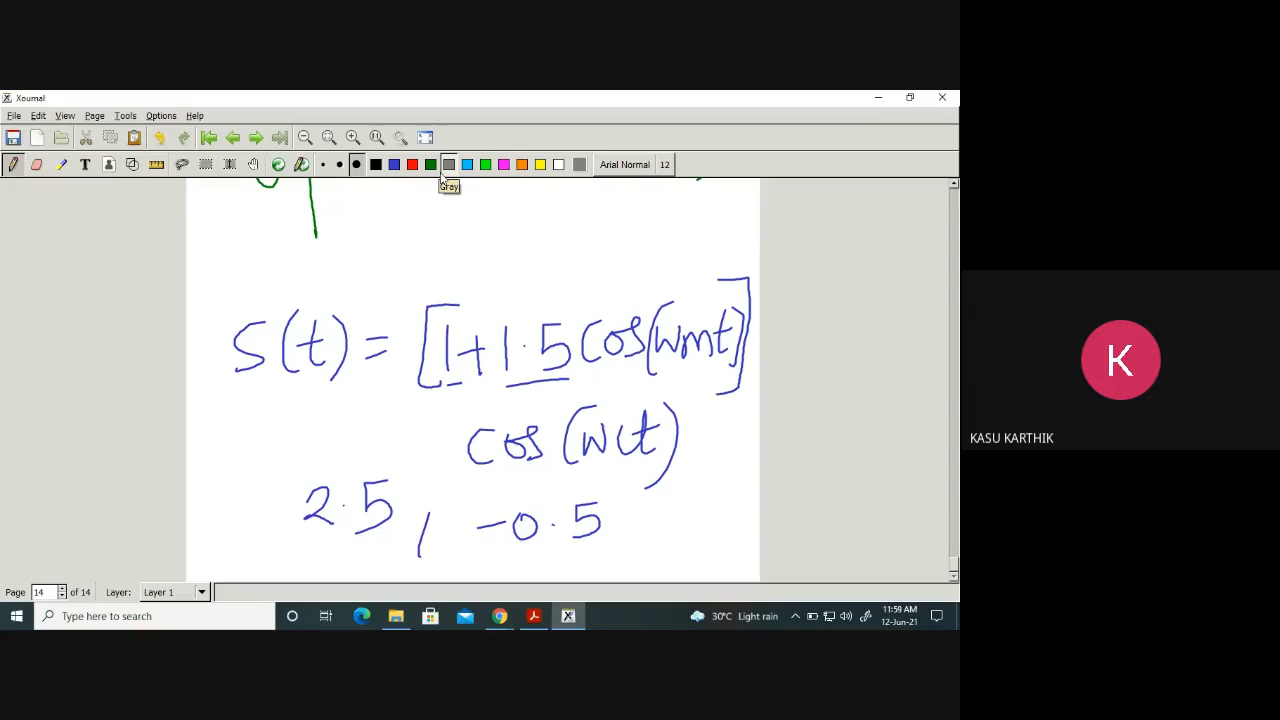 Xournal
File Edit View Page Tools Options Help
T Arial Normal 12
Gray
S(t) = [1+1.5 cos(wmt)]
cos(wct)
2.5, -0.5
K
KASU KARTHIK
Page 14 of 14 Layer: Layer 1
Type here to search
30°C Light rain
11:59 AM
12-Jun-21